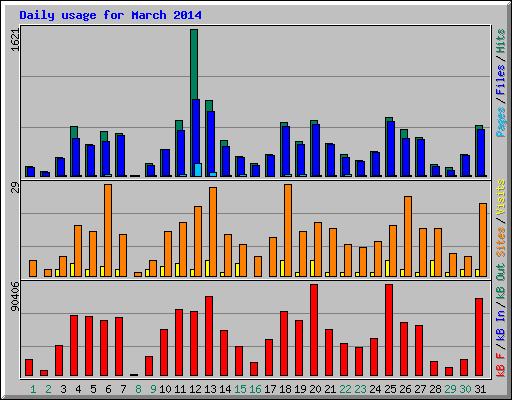 Daily usage for March 2014
1621
Pages / Files / Hits
29
Sites / Visits
90406
kB F / kB In / kB Out
1 2 3 4 5 6 7 8 9 10 11 12 13 14 15 16 17 18 19 20 21 22 23 24 25 26 27 28 29 30 31